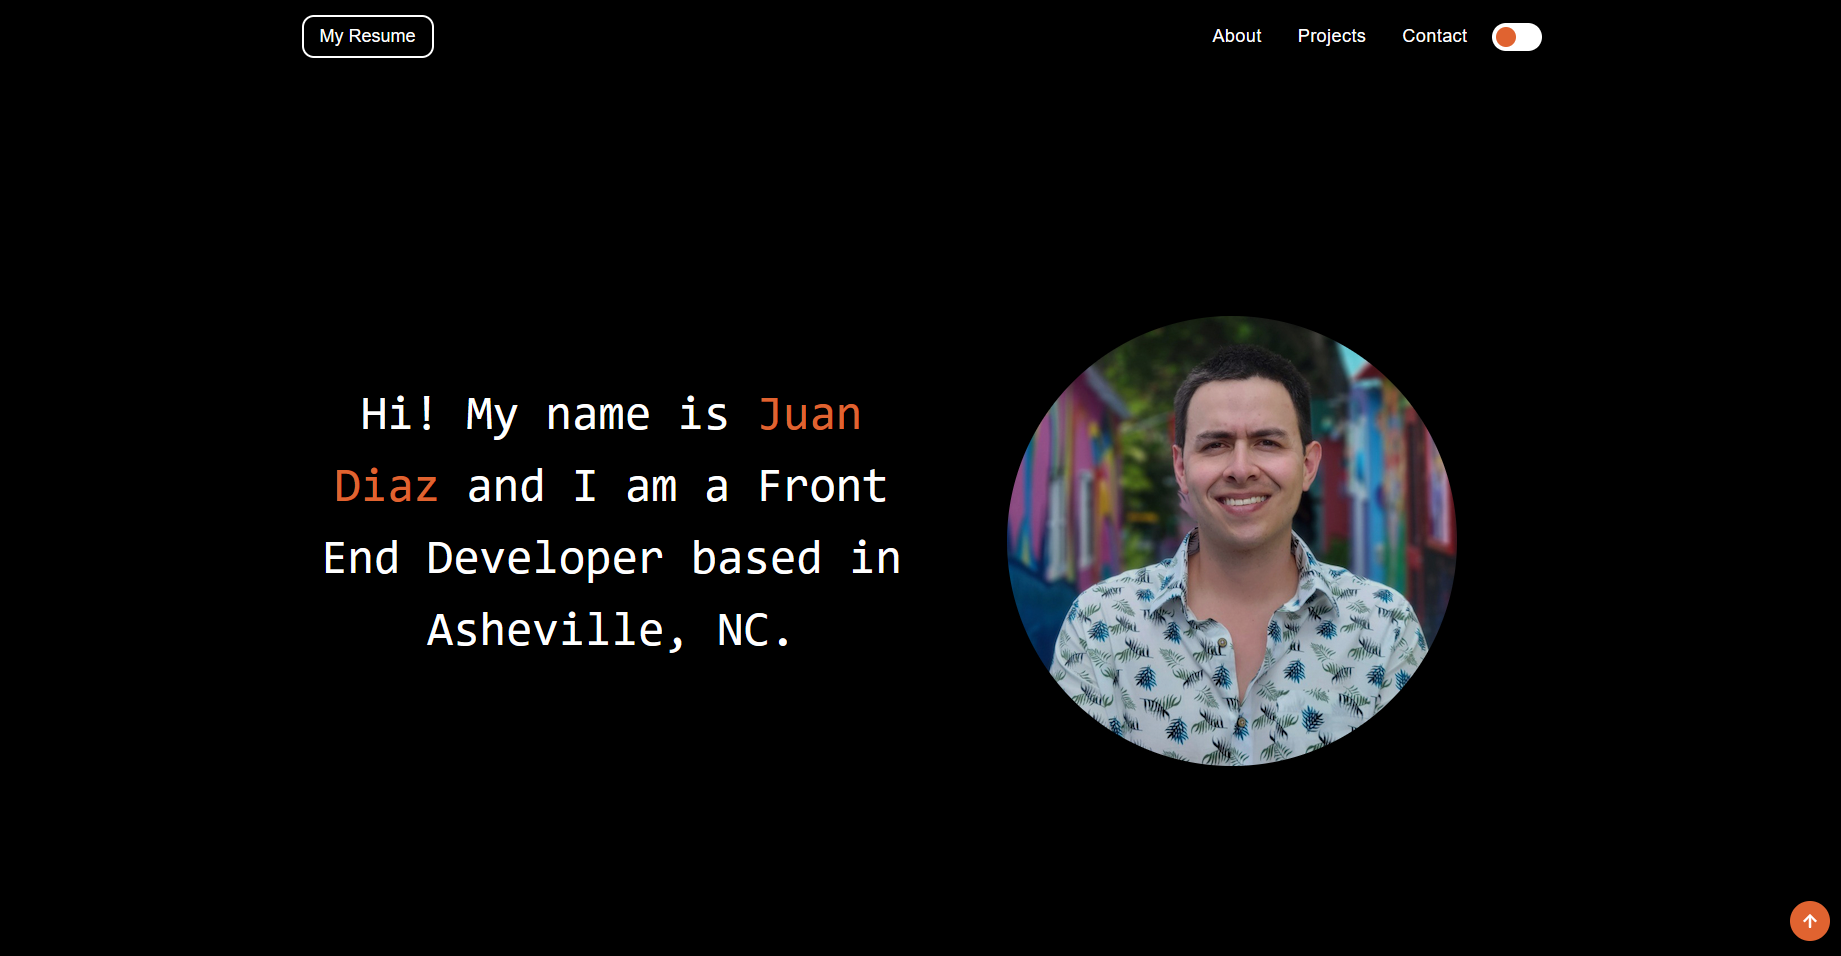 My Resume
About
Projects
Contact
Hi! My name is Juan
Diaz and I am a Front
End Developer based in
Asheville, NC.